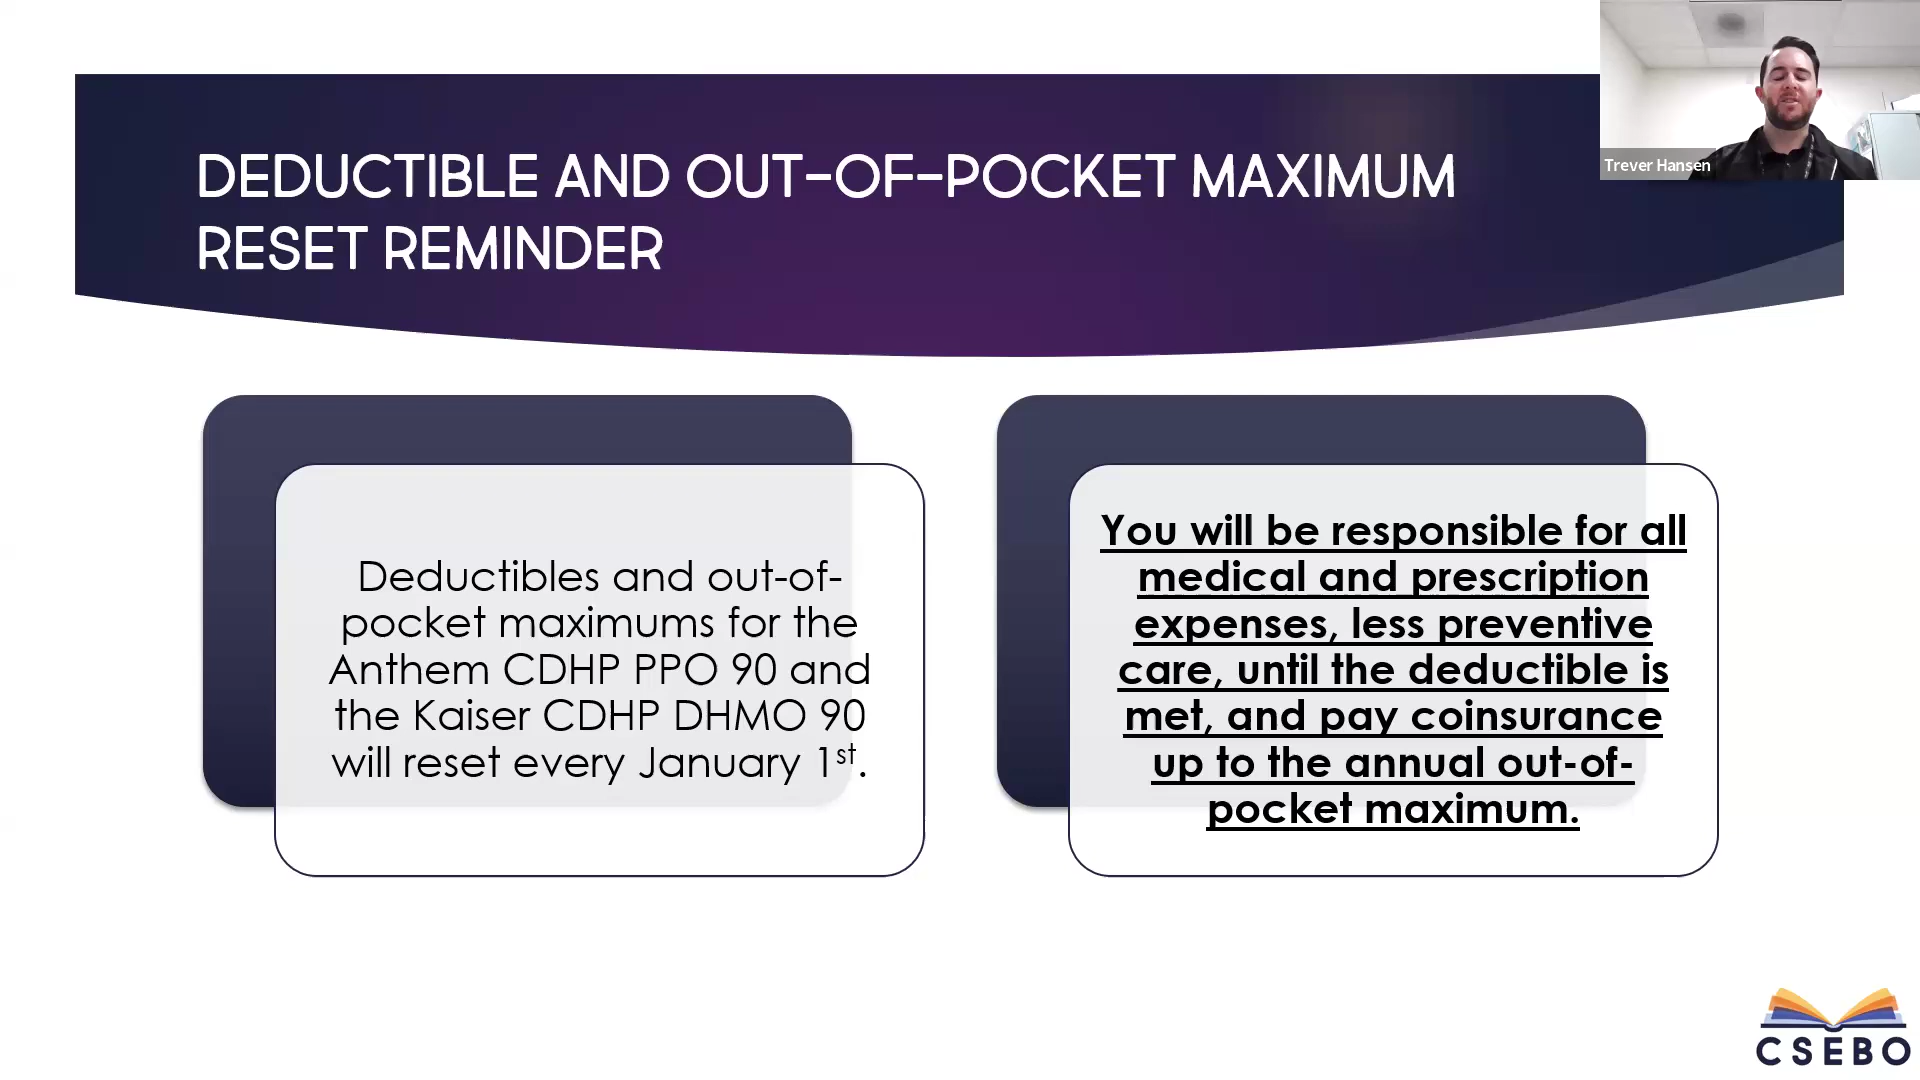 Trever Hansen
DEDUCTIBLE AND OUT-OF-POCKET MAXIMUM
RESET REMINDER
Deductibles and out-of-
pocket maximums for the
Anthem CDHP PPO 90 and
the Kaiser CDHP DHMO 90
will reset every January 1st.
You will be responsible for all
medical and prescription
expenses, less preventive
care, until the deductible is
met, and pay coinsurance
up to the annual out-of-
pocket maximum.
CSEBO